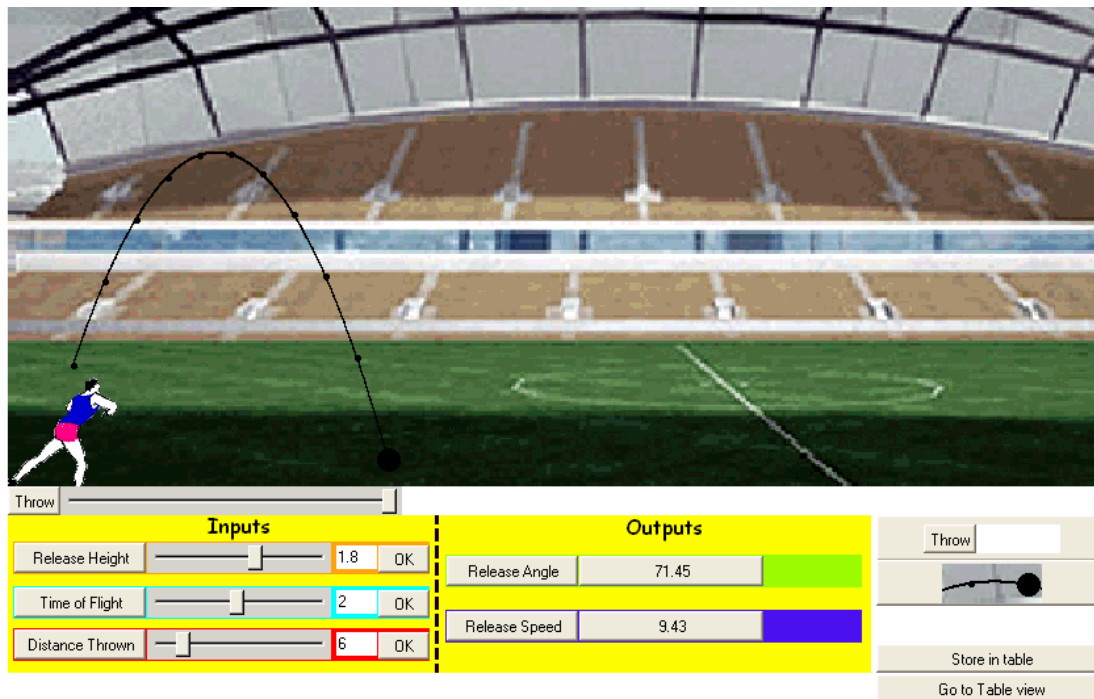 Throw
Inputs
Release Height 1.8 OK
Time of Flight 2 OK
Distance Thrown 6 OK
Outputs
Release Angle 71.45
Release Speed 9.43
Throw
Store in table
Go to Table view